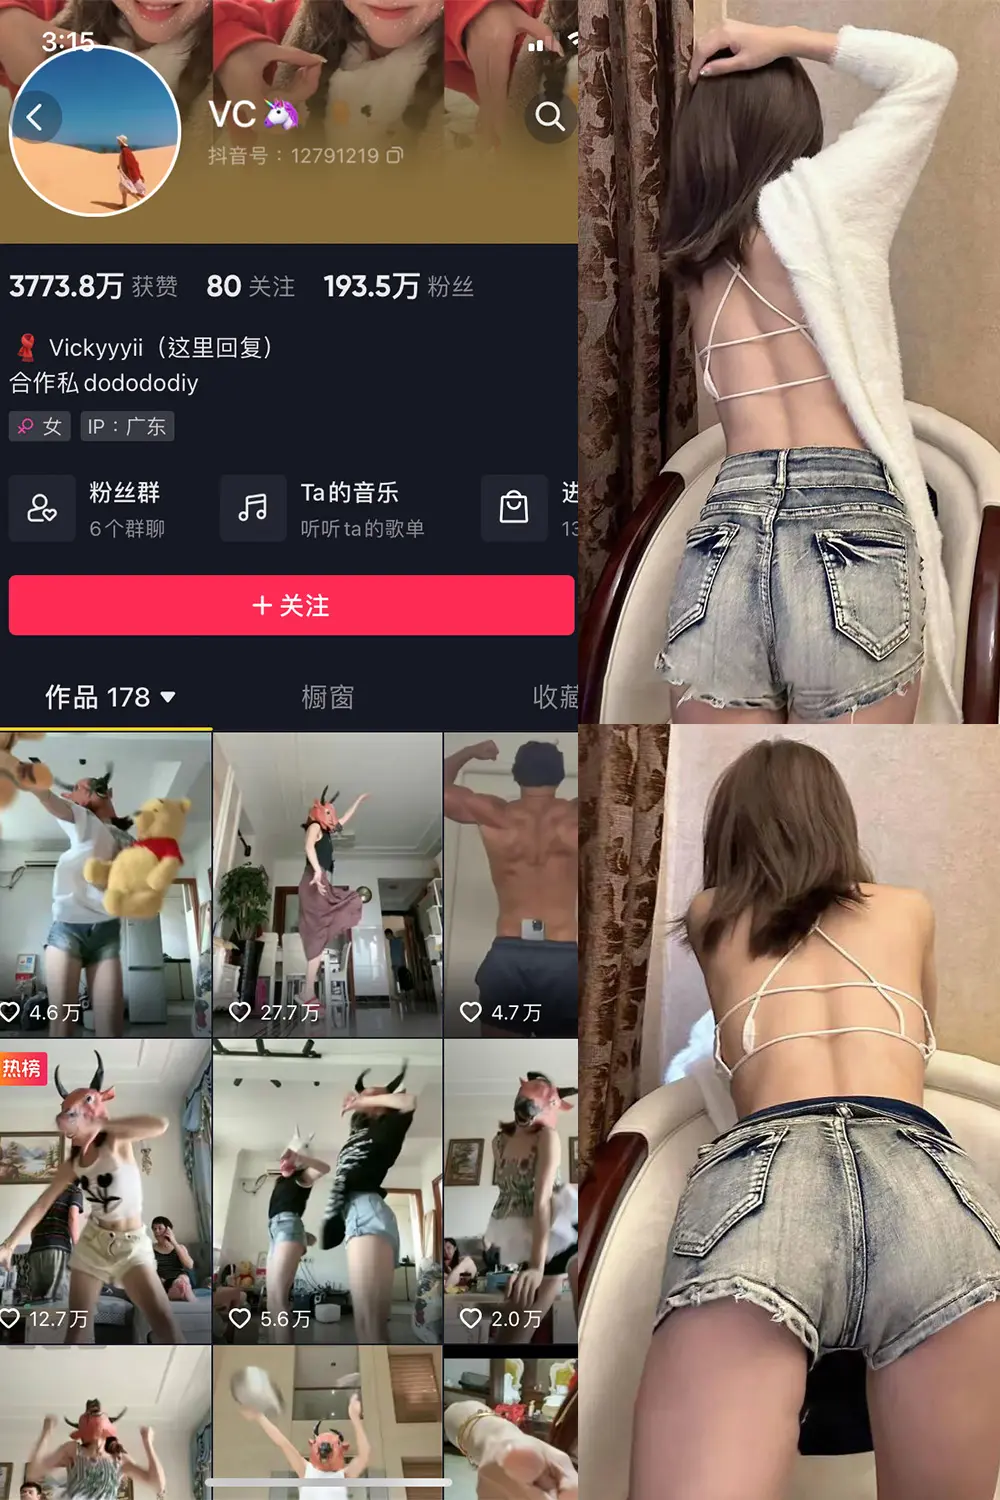 3:15
VC🦄
抖音号：12791219
3773.8万 获赞 80 关注 193.5万 粉丝
Vickyyyii（这里回复）
合作私 dodododiy
女 IP：广东
粉丝群
6个群聊
Ta的音乐
听听ta的歌单
进
13
+ 关注
作品 178 橱窗 收藏
4.6万 27.7万 4.7万
热榜
12.7万 5.6万 2.0万